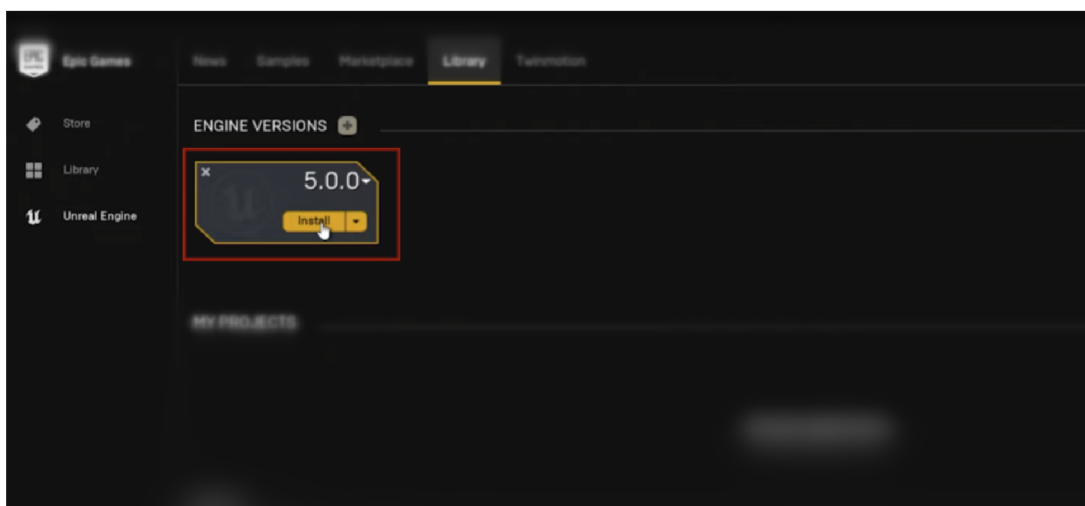 Epic Games
News Samples Marketplace Library Twinmotion
Store
ENGINE VERSIONS
Library
5.0.0
Install
Unreal Engine
MY PROJECTS